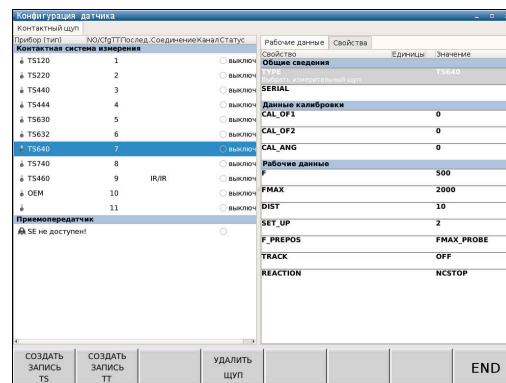 Конфигурация датчика
Контактный щуп
Прибор (тип) NO/CfgTT После д.Соединение Канал Статус
Контактная система измерения
TS120 1 выключ
TS220 2 выключ
TS440 3 выключ
TS444 4 выключ
TS630 5 выключ
TS632 6 выключ
TS640 7 выключ
TS740 8 выключ
TS460 9 IR/IR выключ
OEM 10 выключ
11 выключ
Приемопередатчик
SE не доступен!
Рабочие данные Свойства
Свойство Единицы Значение
Общие сведения
TYPE TS640
Выбрать измерительный щуп
SERIAL
Данные калибровки
CAL_OF1 0
CAL_OF2 0
CAL_ANG 0
Рабочие данные
F 500
FMAX 2000
DIST 10
SET_UP 2
F_PREPOS FMAX_PROBE
TRACK OFF
REACTION NCSTOP
СОЗДАТЬ ЗАПИСЬ TS
СОЗДАТЬ ЗАПИСЬ TT
УДАЛИТЬ ЩУП
END